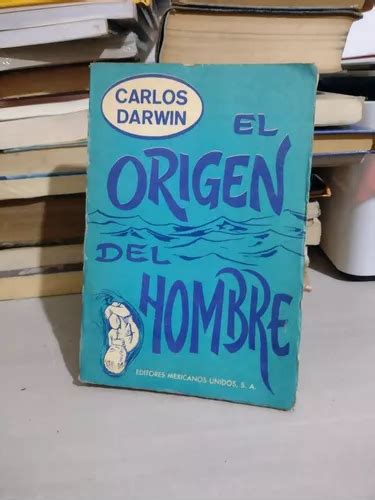 CARLOS
DARWIN
EL
ORIGEN
DEL
HOMBRE
EDITORES MEXICANOS UNIDOS, S. A.